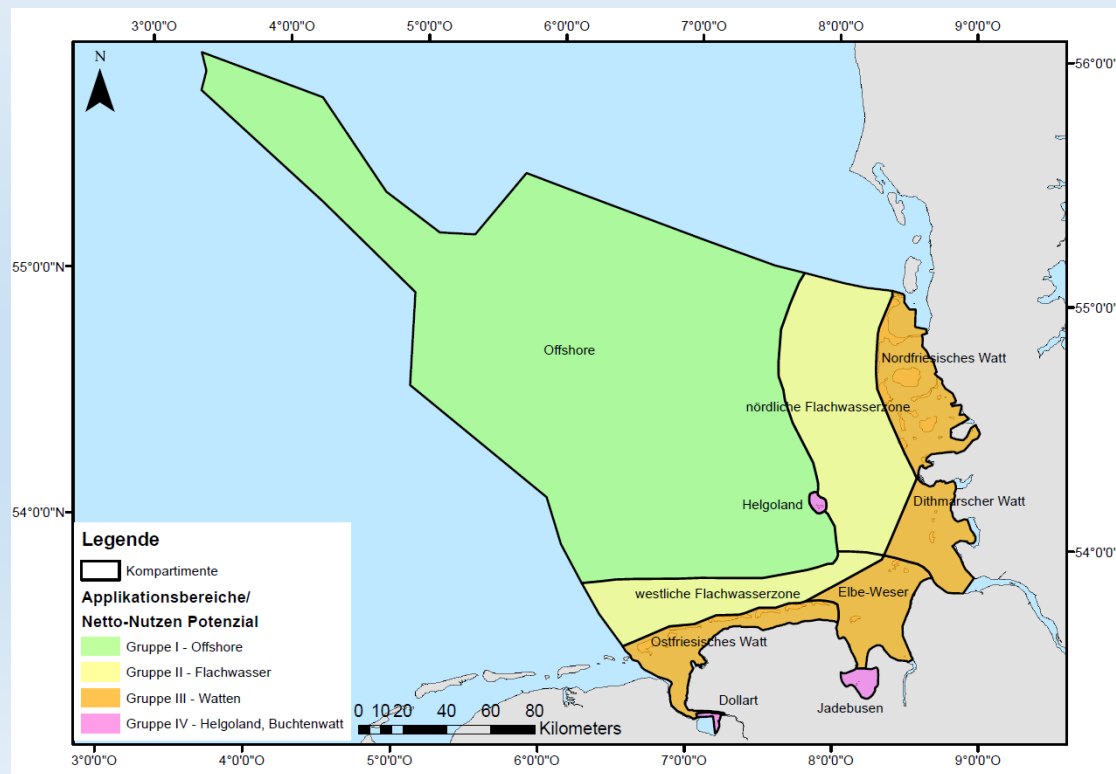 3°0'0"O 4°0'0"O 5°0'0"O 6°0'0"O 7°0'0"O 8°0'0"O 9°0'0"O
N
56°0'0"
55°0'0"N
55°0'0"
Offshore
Nordfriesisches Watt
nördliche Flachwasserzone
Helgoland
Dithmarscher Watt
54°0'0"N
54°0'0"
westliche Flachwasserzone
Elbe-Weser
Ostfriesisches Watt
Dollart
Jadebusen
Legende
Kompartimente
Applikationsbereiche/
Netto-Nutzen Potenzial
Gruppe I - Offshore
Gruppe II - Flachwasser
Gruppe III - Watten
Gruppe IV - Helgoland, Buchtenwatt
0 10 20 40 60 80
Kilometers
3°0'0"O 4°0'0"O 5°0'0"O 6°0'0"O 7°0'0"O 8°0'0"O 9°0'0"O